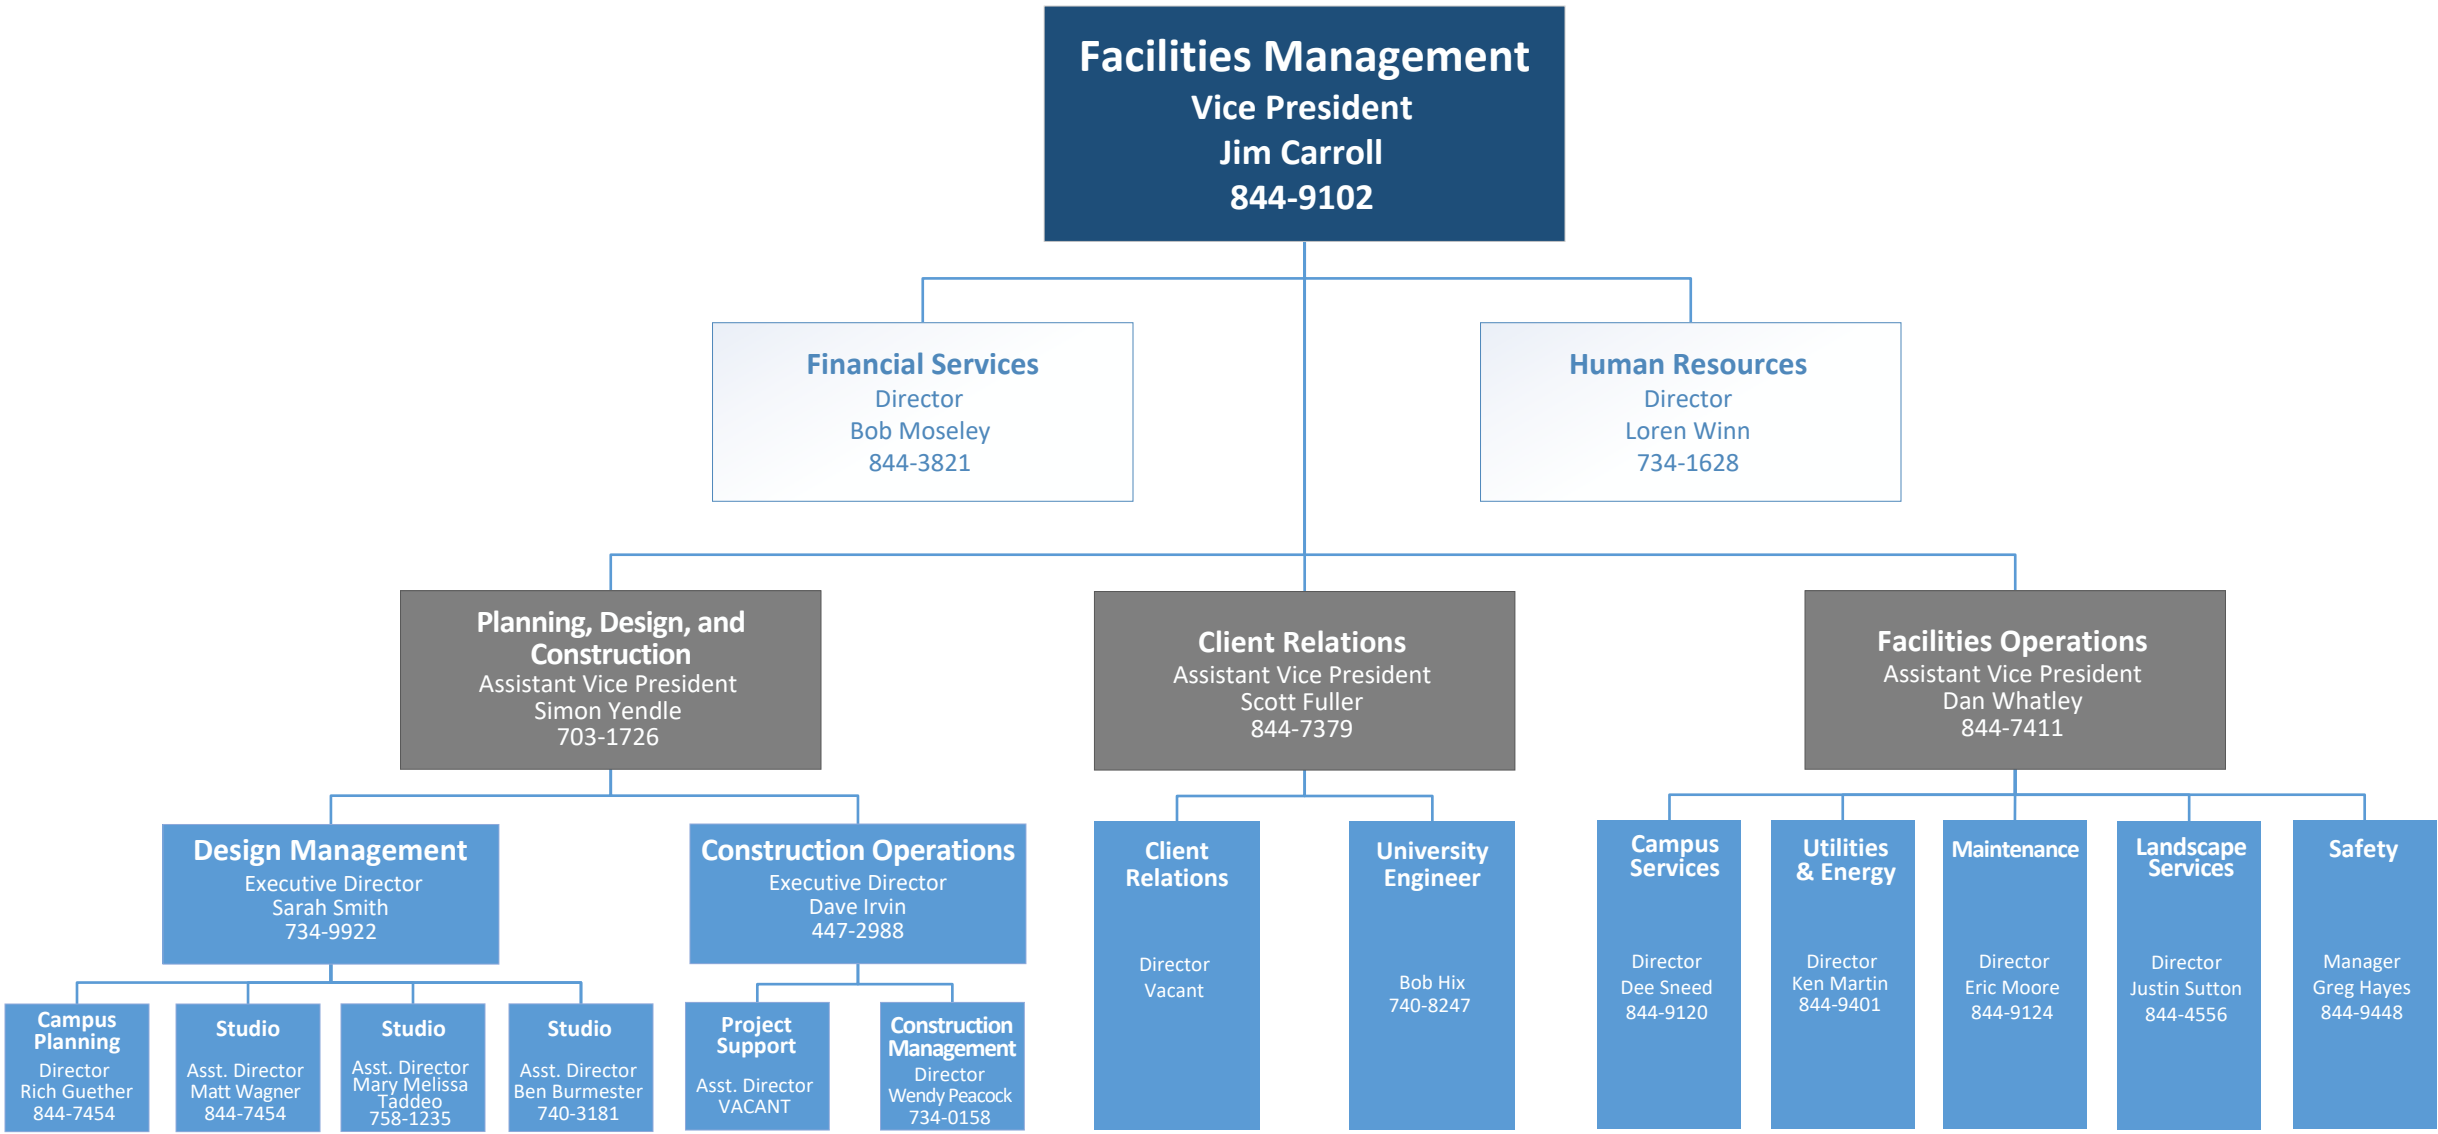 Facilities Management
Vice President
Jim Carroll
844-9102
Financial Services
Director
Bob Moseley
844-3821
Human Resources
Director
Loren Winn
734-1628
Planning, Design, and
Construction
Assistant Vice President
Simon Yendle
703-1726
Client Relations
Assistant Vice President
Scott Fuller
844-7379
Facilities Operations
Assistant Vice President
Dan Whatley
844-7411
Design Management
Executive Director
Sarah Smith
734-9922
Construction Operations
Executive Director
Dave Irvin
447-2988
Client
Relations
Director
Vacant
University
Engineer
Bob Hix
740-8247
Campus
Services
Director
Dee Sneed
844-9120
Utilities
& Energy
Director
Ken Martin
844-9401
Maintenance
Director
Eric Moore
844-9124
Landscape
Services
Director
Justin Sutton
844-4556
Safety
Manager
Greg Hayes
844-9448
Campus
Planning
Director
Rich Guether
844-7454
Studio
Asst. Director
Matt Wagner
844-7454
Studio
Asst. Director
Mary Melissa
Taddeo
758-1235
Studio
Asst. Director
Ben Burmester
740-3181
Project
Support
Asst. Director
VACANT
Construction
Management
Director
Wendy Peacock
734-0158